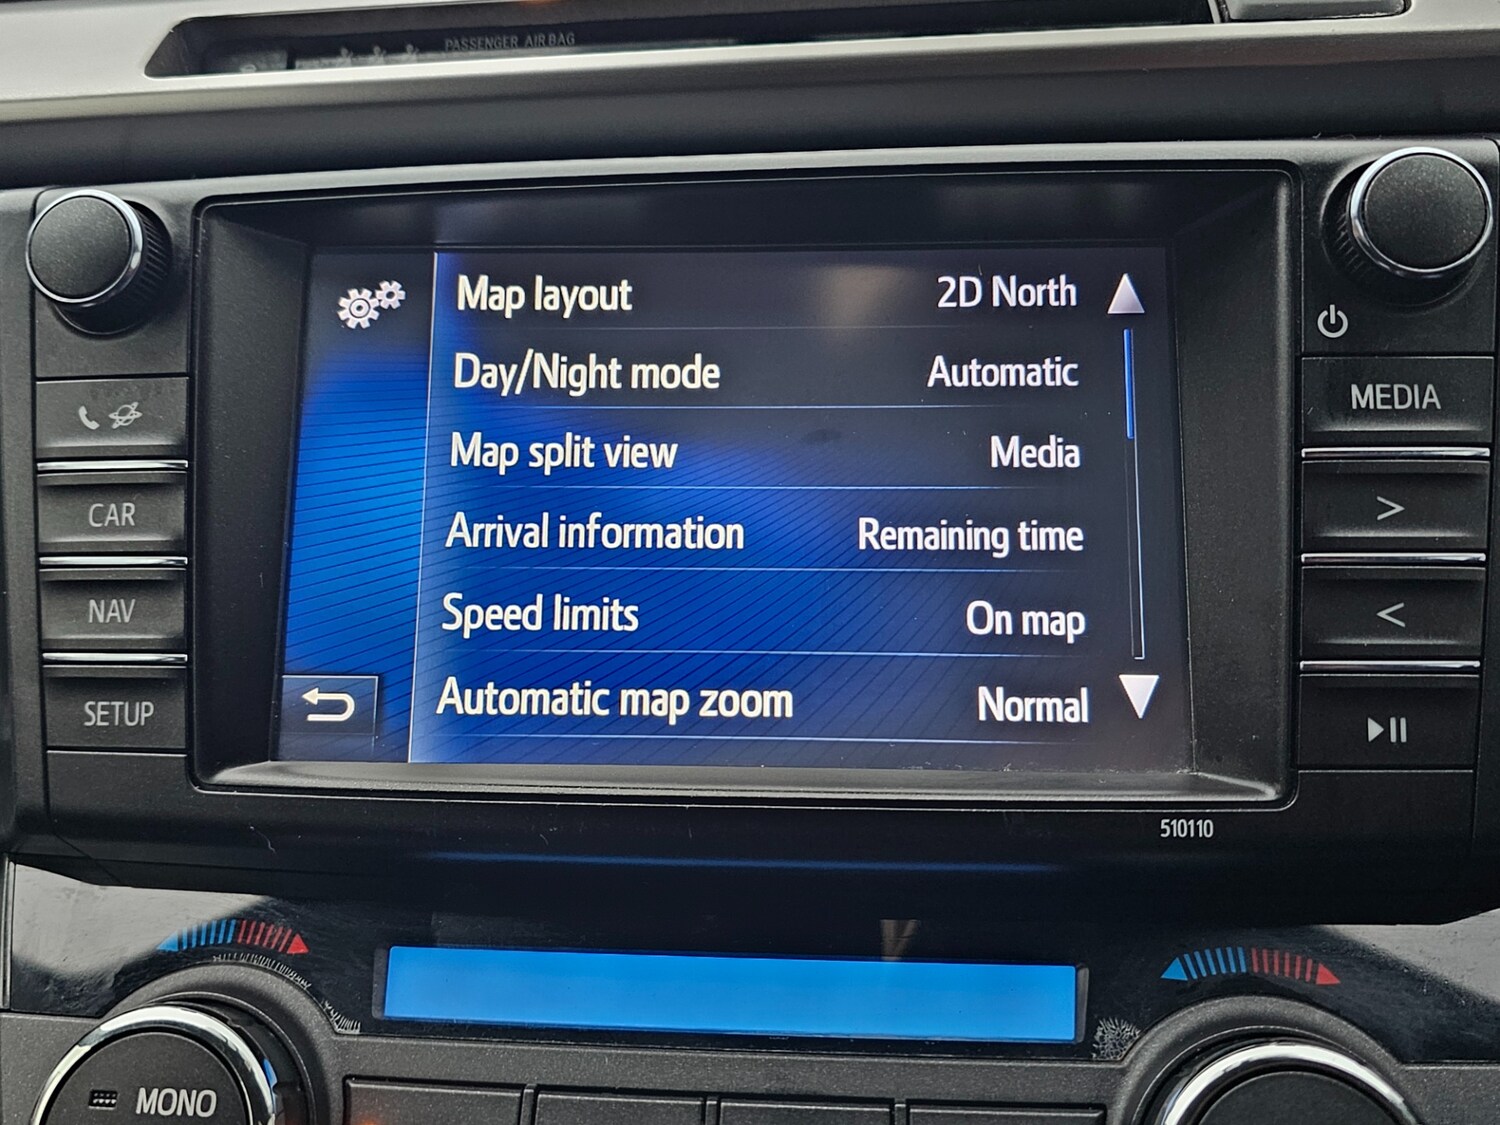 PASSENGER AIR BAG
Map layout 2D North
Day/Night mode Automatic
Map split view Media
Arrival information Remaining time
Speed limits On map
Automatic map zoom Normal
CAR
NAV
SETUP
MEDIA
>
<
510110
MONO